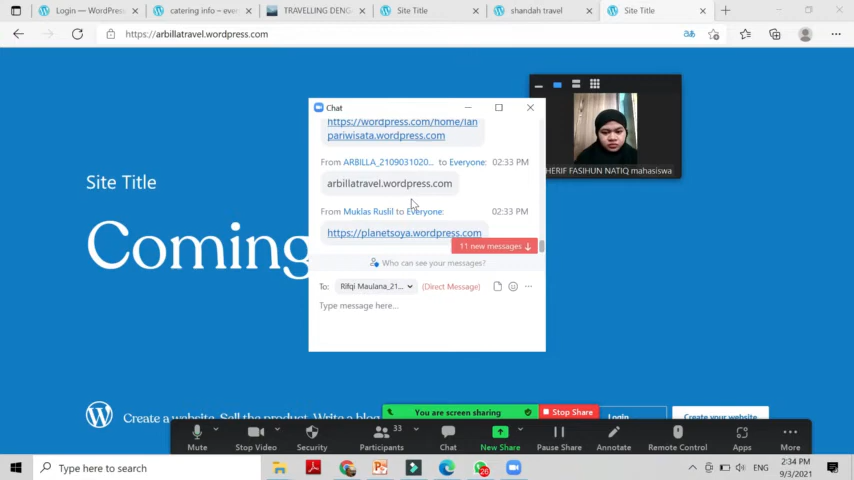 Login — WordPress
catering info – ever
TRAVELLING DENG
Site Title
shandah travel
Site Title
https://arbillatravel.wordpress.com
Chat
https://wordpress.com/home/lan
pariwisata.wordpress.com
From ARBILLA_2109031020... to Everyone: 02:33 PM
arbillatravel.wordpress.com
From Muklas Ruslil to Everyone: 02:33 PM
https://planetsoya.wordpress.com
11 new messages
Who can see your messages?
To: Rifqi Maulana_21... (Direct Message)
Type message here...
HERIF FASIHUN NATIQ mahasiswa
Site Title
Coming
Create a website. Sell the product. Write a blog
Login
Create your website
You are screen sharing
Stop Share
Mute
Stop Video
Security
33
Participants
Chat
New Share
Pause Share
Annotate
Remote Control
Apps
More
Type here to search
26
ENG
2:34 PM
9/3/2021